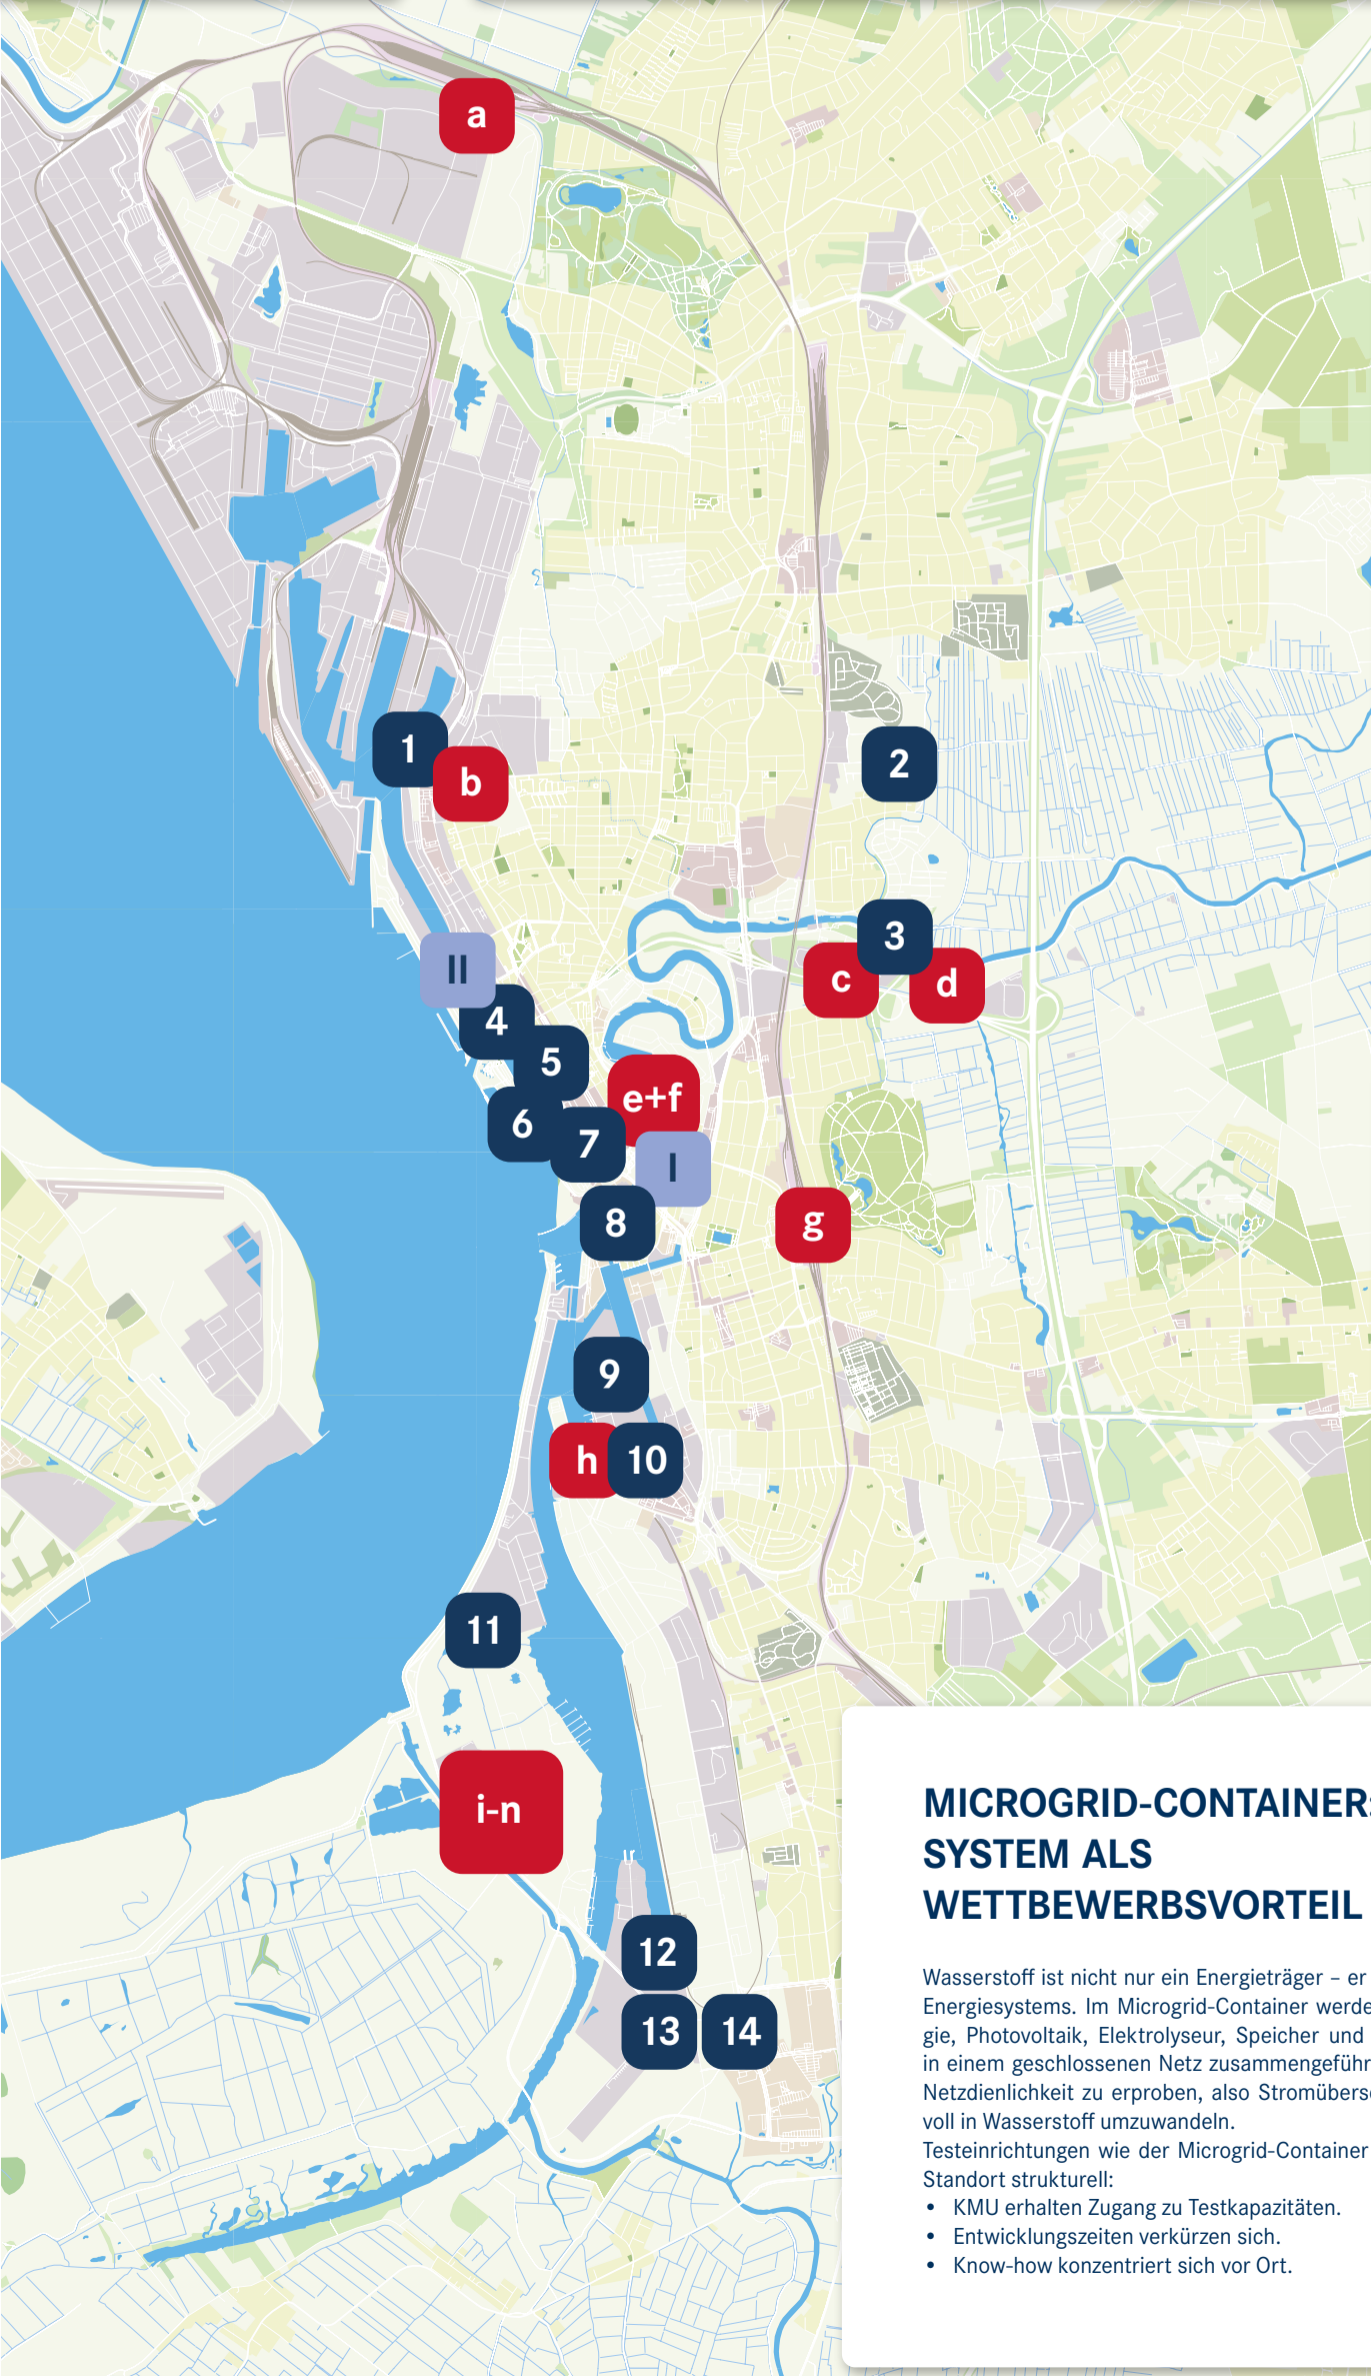 a
1
b
2
3
c
d
II
4
5
e+f
6
7
I
8
g
9
h
10
11
i-n
12
13
14
MICROGRID-CONTAINER:
SYSTEM ALS
WETTBEWERBSVORTEIL
Wasserstoff ist nicht nur ein Energieträger – er
Energiesystems. Im Microgrid-Container werde
gie, Photovoltaik, Elektrolyseur, Speicher und
in einem geschlossenen Netz zusammengeführ
Netzdienlichkeit zu erproben, also Stromübers
voll in Wasserstoff umzuwandeln.
Testeinrichtungen wie der Microgrid-Container
Standort strukturell:
• KMU erhalten Zugang zu Testkapazitäten.
• Entwicklungszeiten verkürzen sich.
• Know-how konzentriert sich vor Ort.